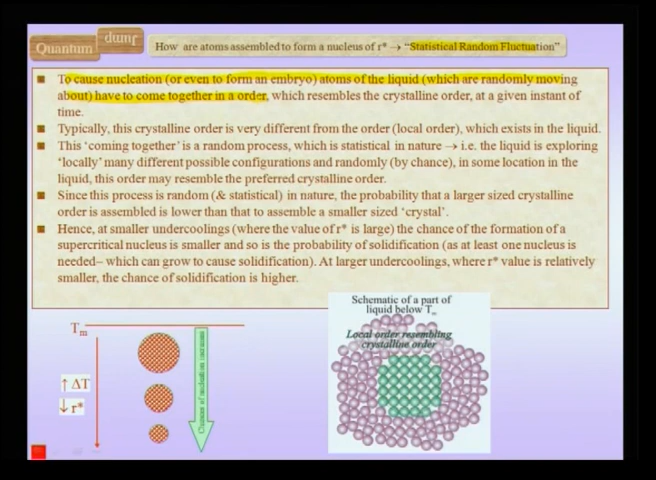 Quantum Jump
How are atoms assembled to form a nucleus of r* → "Statistical Random Fluctuation"
To cause nucleation (or even to form an embryo) atoms of the liquid (which are randomly moving
about) have to come together in a order, which resembles the crystalline order, at a given instant of
time.
Typically, this crystalline order is very different from the order (local order), which exists in the liquid.
This 'coming together' is a random process, which is statistical in nature → i.e. the liquid is exploring
'locally' many different possible configurations and randomly (by chance), in some location in the
liquid, this order may resemble the preferred crystalline order.
Since this process is random (& statistical) in nature, the probability that a larger sized crystalline
order is assembled is lower than that to assemble a smaller sized 'crystal'.
Hence, at smaller undercoolings (where the value of r* is large) the chance of the formation of a
supercritical nucleus is smaller and so is the probability of solidification (as at least one nucleus is
needed– which can grow to cause solidification). At larger undercoolings, where r* value is relatively
smaller, the chance of solidification is higher.
Tm
↑ ΔT
↓ r*
Chance of nucleation increases
Schematic of a part of
liquid below Tm
Local order resembling
crystalline order